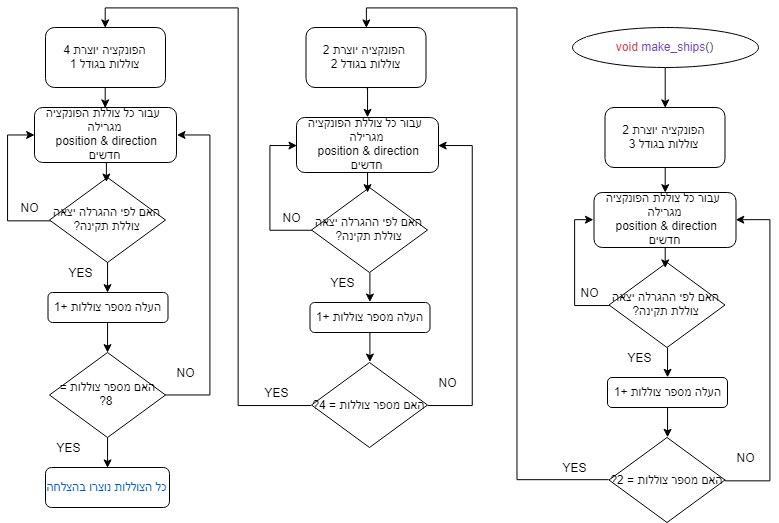 void make_ships()
הפונקציה יוצרת 2
צוללות בגודל 3
עבור כל צוללת הפונקציה
מגרילה
position & direction
חדשים
האם לפי ההגרלה יצאה
צוללת תקינה?
NO
YES
העלה מספר צוללות +1
האם מספר צוללות = 2?
NO
YES
הפונקציה יוצרת 2
צוללות בגודל 2
עבור כל צוללת הפונקציה
מגרילה
position & direction
חדשים
האם לפי ההגרלה יצאה
צוללת תקינה?
NO
YES
העלה מספר צוללות +1
האם מספר צוללות = 4?
NO
YES
הפונקציה יוצרת 4
צוללות בגודל 1
עבור כל צוללת הפונקציה
מגרילה
position & direction
חדשים
האם לפי ההגרלה יצאה
צוללת תקינה?
NO
YES
העלה מספר צוללות +1
האם מספר צוללות =
8?
NO
YES
כל הצוללות נוצרו בהצלחה